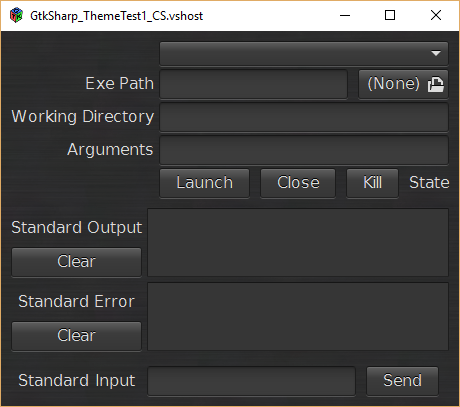 GtkSharp_ThemeTest1_CS.vshost
Exe Path (None)
Working Directory
Arguments
Launch Close Kill State
Standard Output
Clear
Standard Error
Clear
Standard Input Send